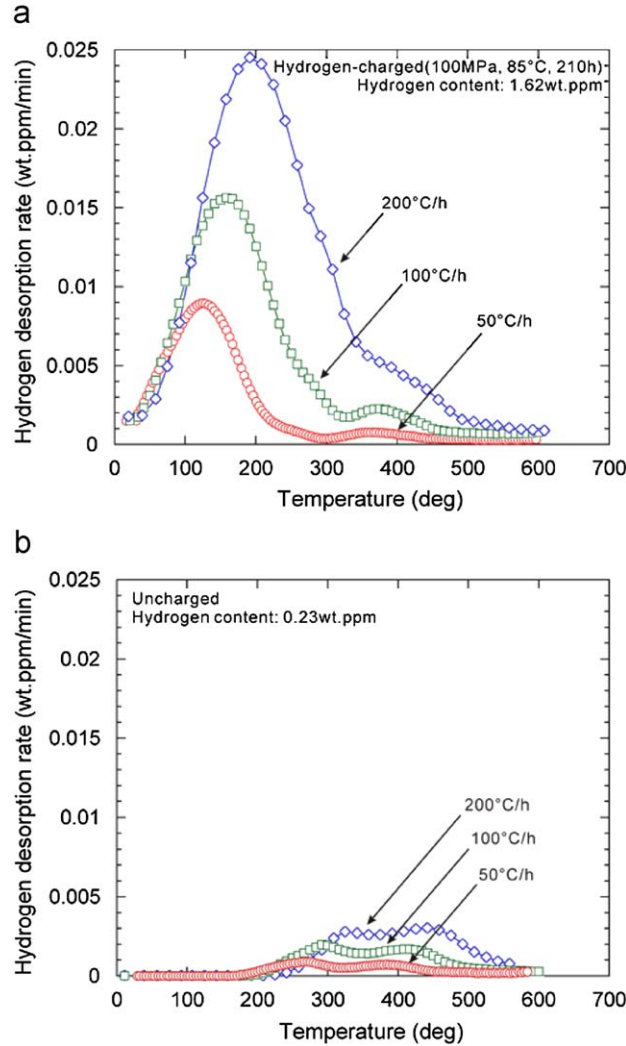 a
0.025
0.02
0.015
0.01
0.005
0
Hydrogen desorption rate (wt.ppm/min)
Hydrogen-charged(100MPa, 85°C, 210h)
Hydrogen content: 1.62wt.ppm
200°C/h
100°C/h
50°C/h
0 100 200 300 400 500 600 700
Temperature (deg)
b
0.025
0.02
0.015
0.01
0.005
0
Hydrogen desorption rate (wt.ppm/min)
Uncharged
Hydrogen content: 0.23wt.ppm
200°C/h
100°C/h
50°C/h
0 100 200 300 400 500 600 700
Temperature (deg)